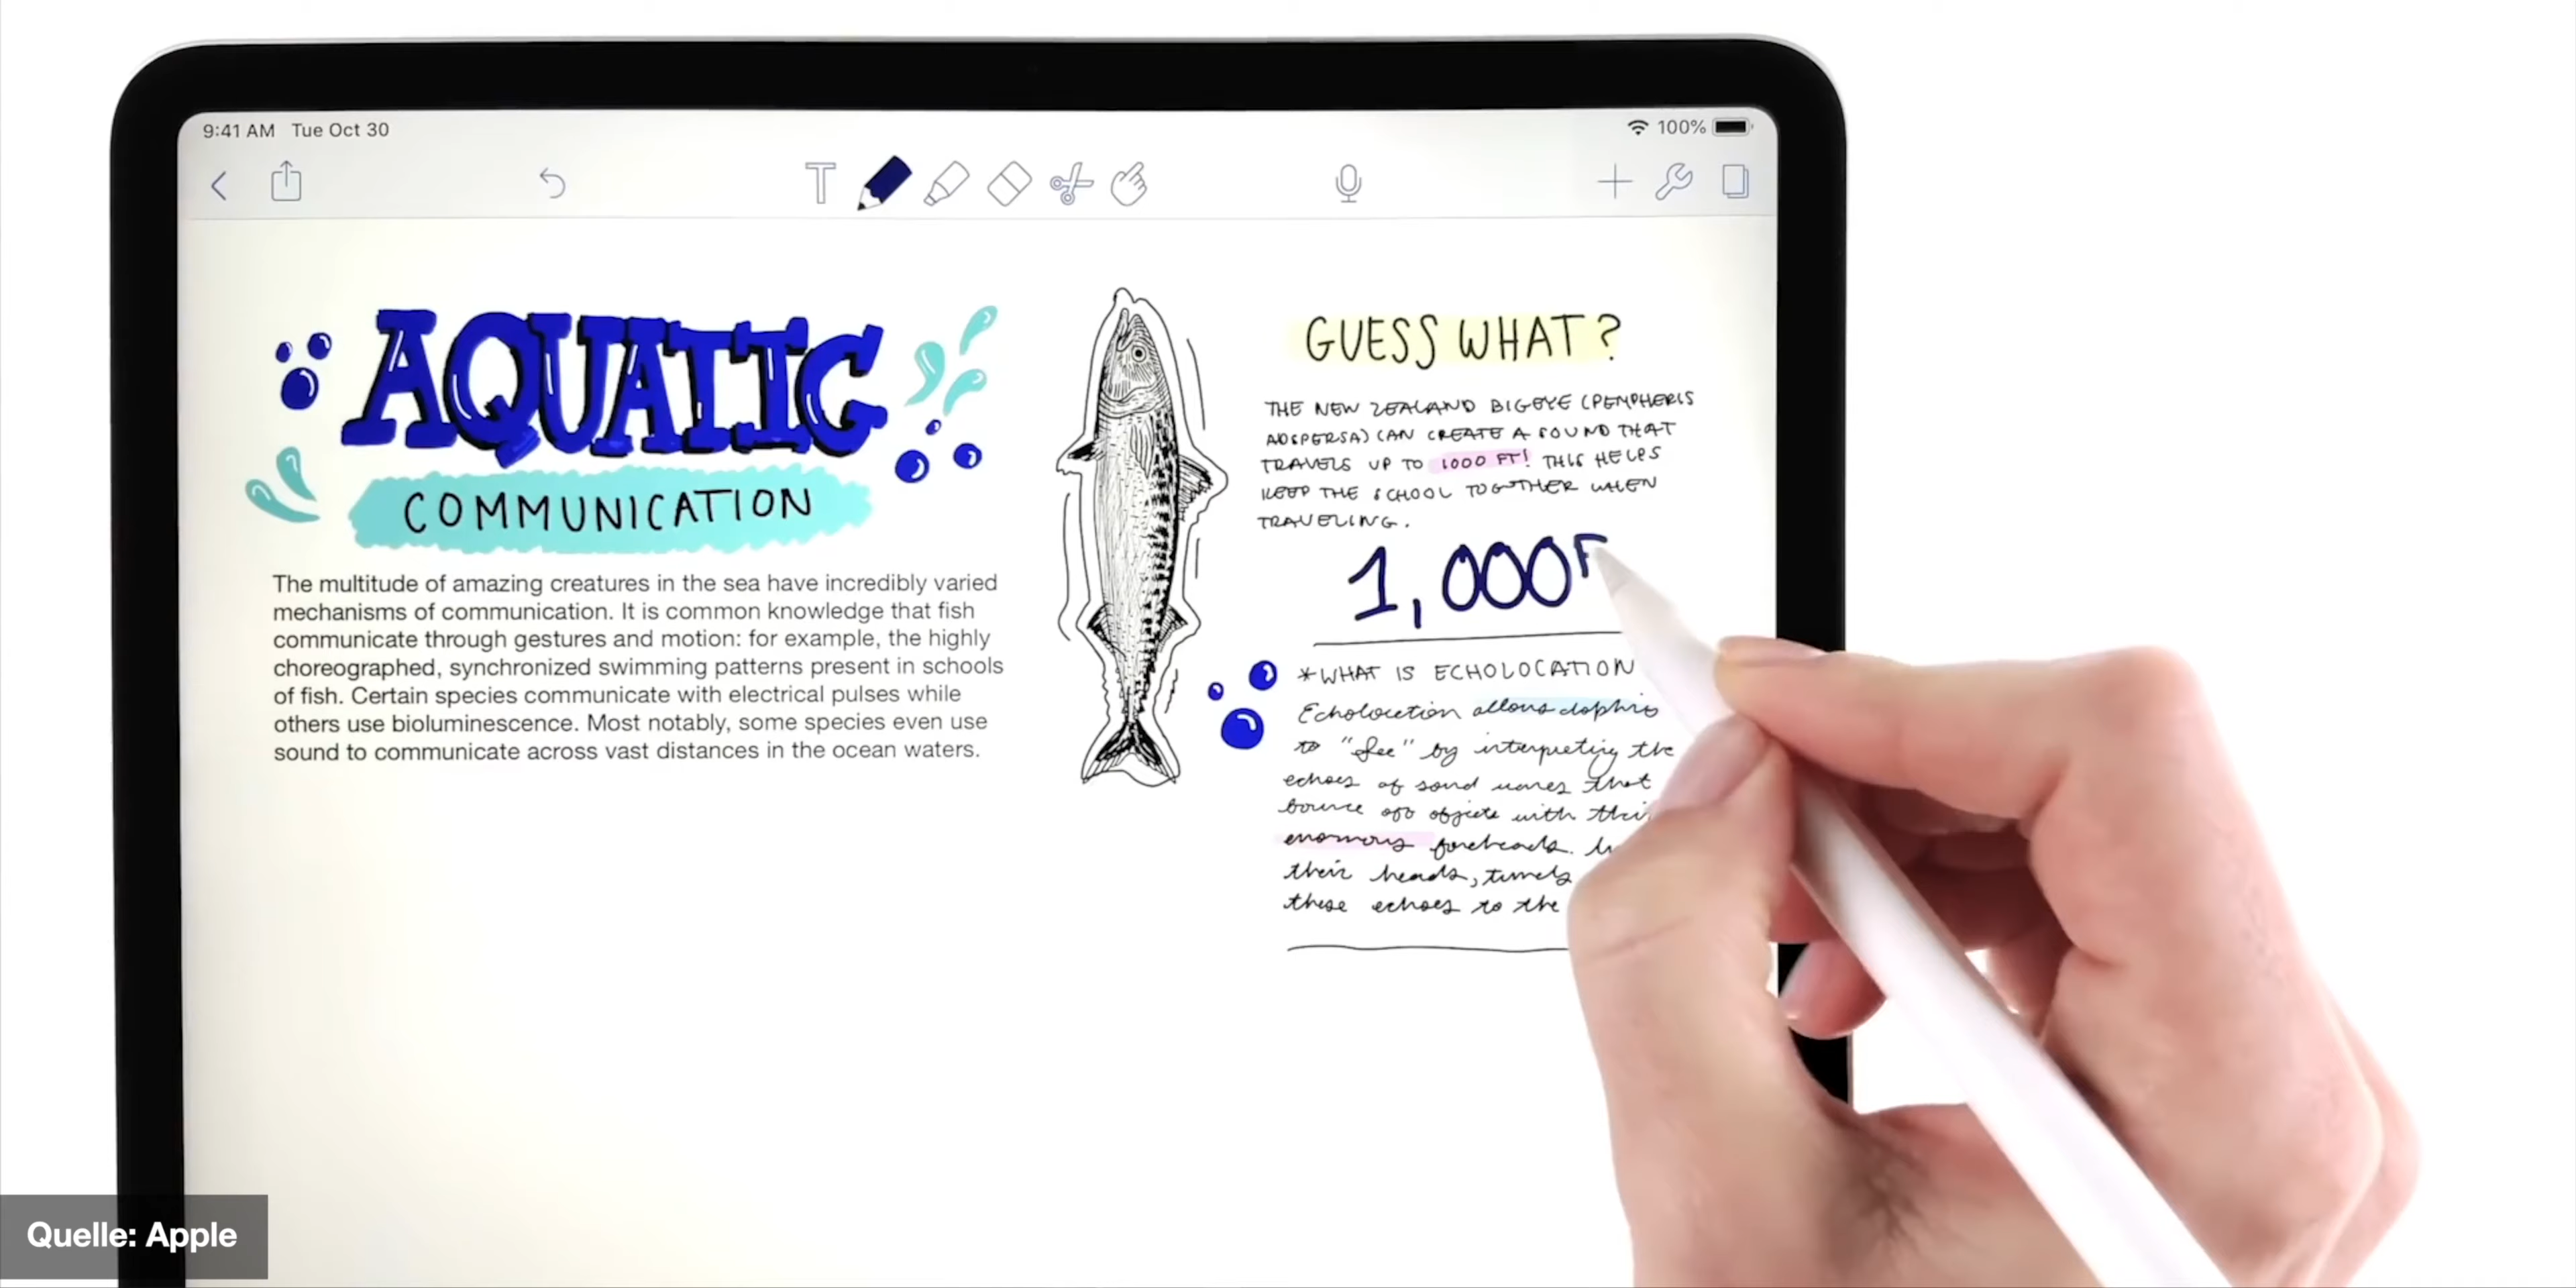 9:41 AM Tue Oct 30
100%
T
AQUATIC
COMMUNICATION
The multitude of amazing creatures in the sea have incredibly varied
mechanisms of communication. It is common knowledge that fish
communicate through gestures and motion: for example, the highly
choreographed, synchronized swimming patterns present in schools
of fish. Certain species communicate with electrical pulses while
others use bioluminescence. Most notably, some species even use
sound to communicate across vast distances in the ocean waters.
GUESS WHAT?
THE NEW ZEALAND BIGEYE (PEMPHERIS
ADSPERSA) CAN CREATE A SOUND THAT
TRAVELS UP TO 1000 FT! THIS HELPS
KEEP THE SCHOOL TOGETHER WHEN
TRAVELING.
1,000F
*WHAT IS ECHOLOCATION
Echolocation allows dolphins
to "see" by interpreting the
echoes of sound waves that
bounce off objects with their
enormous foreheads.
their heads,
these echoes to the
Quelle: Apple